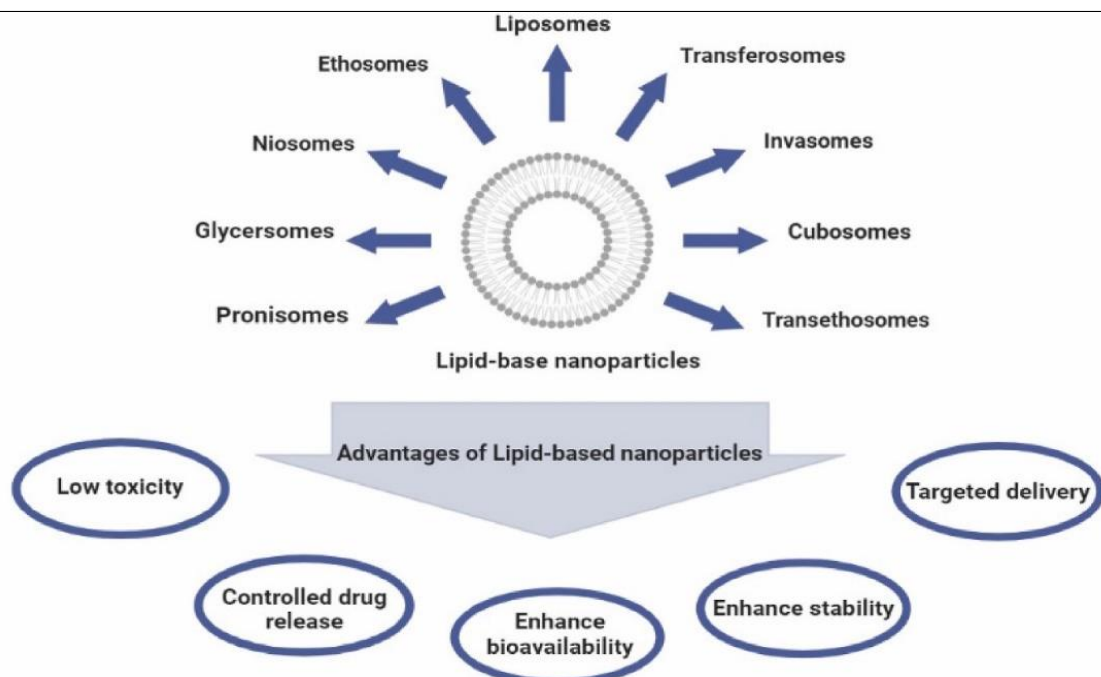 Liposomes
Ethosomes
Transferosomes
Niosomes
Invasomes
Glycersomes
Cubosomes
Pronisomes
Transethosomes
Lipid-base nanoparticles
Advantages of Lipid-based nanoparticles
Low toxicity
Targeted delivery
Controlled drug
release
Enhance
bioavailability
Enhance stability